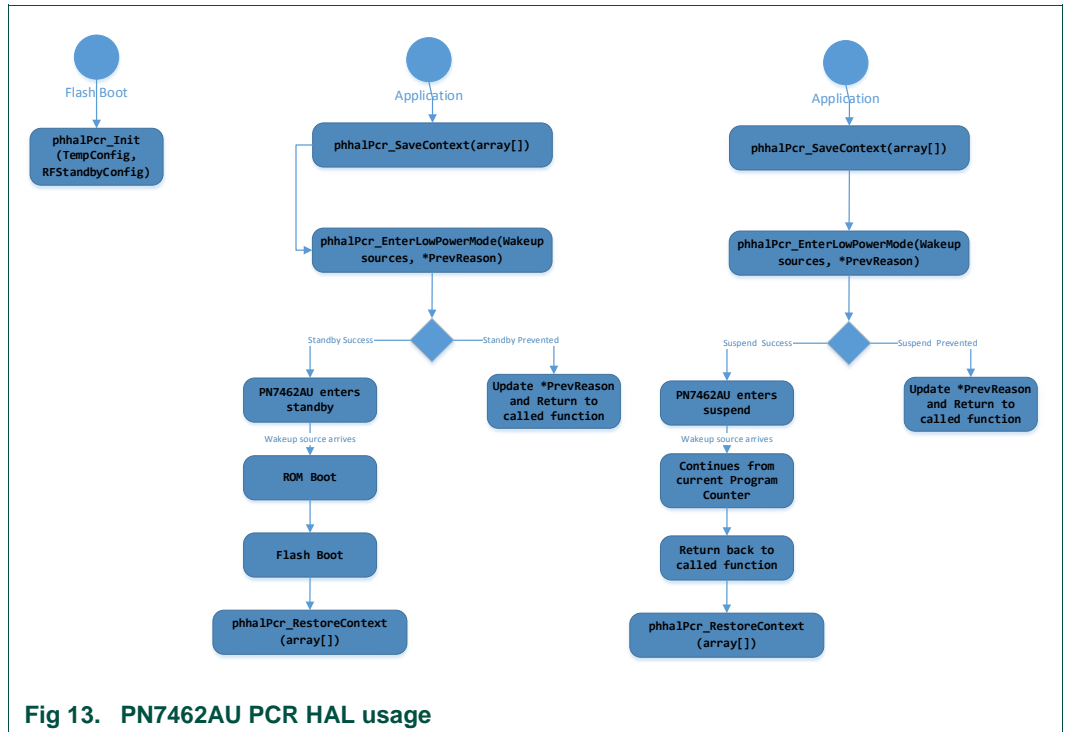 Flash Boot
phhalPcr_Init
(TempConfig,
RFStandbyConfig)
Application
phhalPcr_SaveContext(array[])
phhalPcr_EnterLowPowerMode(Wakeup
sources, *PrevReason)
Standby Success
Standby Prevented
PN7462AU enters
standby
Update *PrevReason
and Return to
called function
Wakeup source arrives
ROM Boot
Flash Boot
phhalPcr_RestoreContext
(array[])
Application
phhalPcr_SaveContext(array[])
phhalPcr_EnterLowPowerMode(Wakeup
sources, *PrevReason)
Suspend Success
Suspend Prevented
PN7462AU enters
suspend
Update *PrevReason
and Return to
called function
Wakeup source arrives
Continues from
current Program
Counter
Return back to
called function
phhalPcr_RestoreContext
(array[])
Fig 13. PN7462AU PCR HAL usage